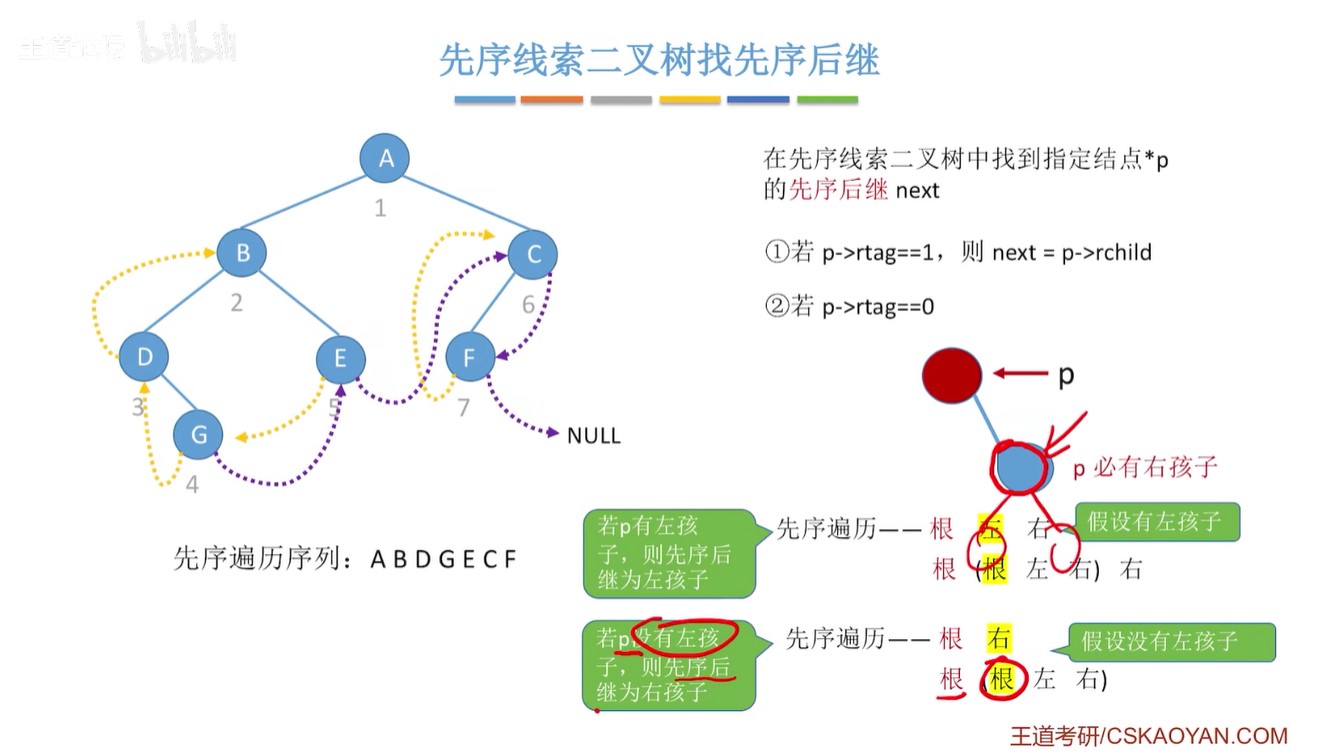 bilibili
先序线索二叉树找先序后继
A
1
B
C
2
6
D
E
F
3
5
7
G
4
NULL
先序遍历序列：A B D G E C F
在先序线索二叉树中找到指定结点*p
的先序后继 next
①若 p->rtag==1，则 next = p->rchild
②若 p->rtag==0
p
p 必有右孩子
若p有左孩
子，则先序后
继为左孩子
先序遍历—— 根 左 右
假设有左孩子
根 (根 左 右) 右
若p没有左孩
子，则先序后
继为右孩子
先序遍历—— 根 右
假设没有左孩子
根 (根 左 右)
王道考研/CSKAOYAN.COM